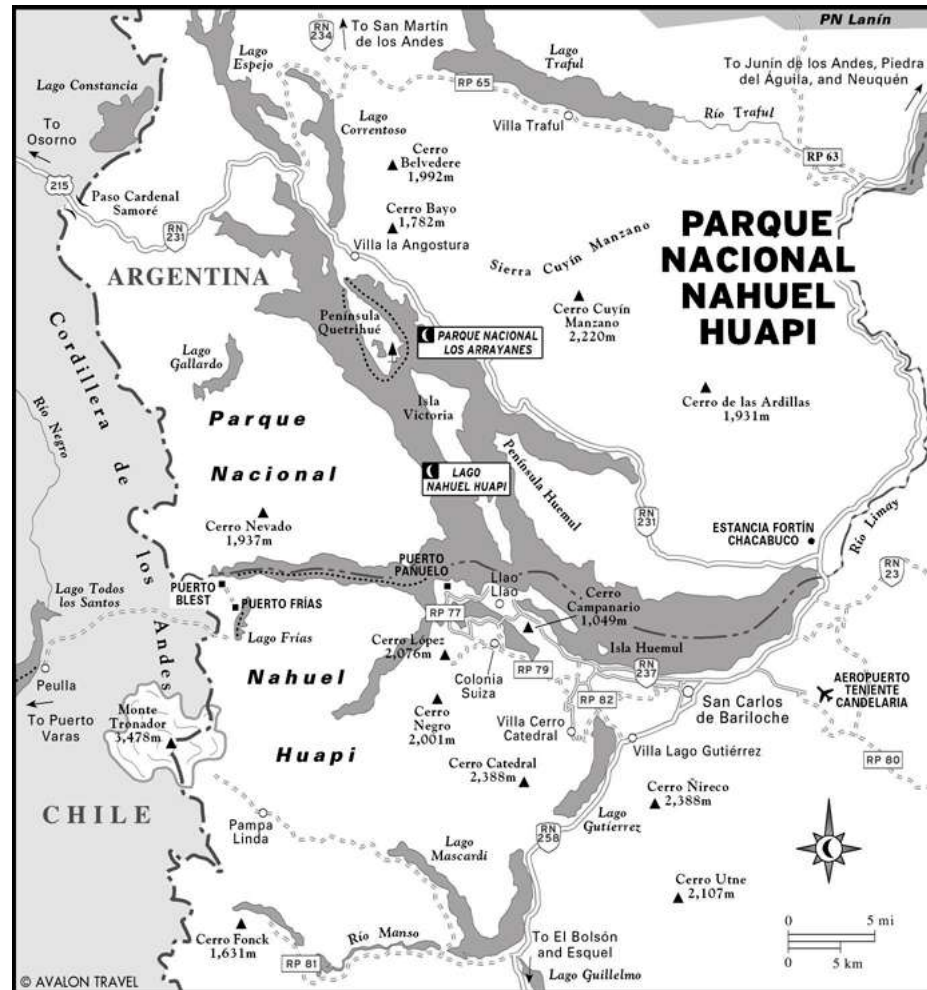 PN Lanín
RN
234
To San Martín
de los Andes
Lago
Espejo
Lago
Traful
To Junín de los Andes, Piedra
del Águila, and Neuquén
Lago Constancia
RP 65
To
Osorno
Lago
Correntoso
Villa Traful
Río Traful
Cerro
Belvedere
1,992m
RP 63
215
Paso Cardenal
Samoré
RN
231
Cerro Bayo
1,782m
Villa la Angostura
Sierra Cuyín Manzano
PARQUE
NACIONAL
NAHUEL
HUAPI
ARGENTINA
Cerro Cuyín
Manzano
2,220m
Península
Quetrihué
PARQUE NACIONAL
LOS ARRAYANES
Lago
Gallardo
Cordillera de los Andes
Río Negro
Isla
Victoria
Cerro de las Ardillas
1,931m
Parque
Nacional
LAGO
NAHUEL HUAPI
Península Huemul
Cerro Nevado
1,937m
RN
231
ESTANCIA FORTÍN
CHACABUCO
Río Limay
RN
23
PUERTO
PAÑUELO
Llao
Llao
Cerro
Campanario
1,049m
PUERTO
BLEST
PUERTO FRÍAS
Lago Todos
los Santos
RP 77
Lago Frías
Cerro López
2,076m
Isla Huemul
Colonia
Suiza
RP 79
RN
237
Peulla
Nahuel
RP 82
San Carlos
de Bariloche
AEROPUERTO
TENIENTE
CANDELARIA
To Puerto
Varas
Monte
Tronador
3,478m
Cerro
Negro
2,001m
Villa Cerro
Catedral
Villa Lago Gutiérrez
Huapi
RP 80
Cerro Catedral
2,388m
Cerro Ñireco
2,388m
CHILE
Pampa
Linda
Lago
Gutíerrez
RN
258
Lago
Mascardi
Cerro Utne
2,107m
0
5 mi
0
5 km
Cerro Fonck
1,631m
Río Manso
RP 81
To El Bolsón
and Esquel
Lago Guillelmo
© AVALON TRAVEL